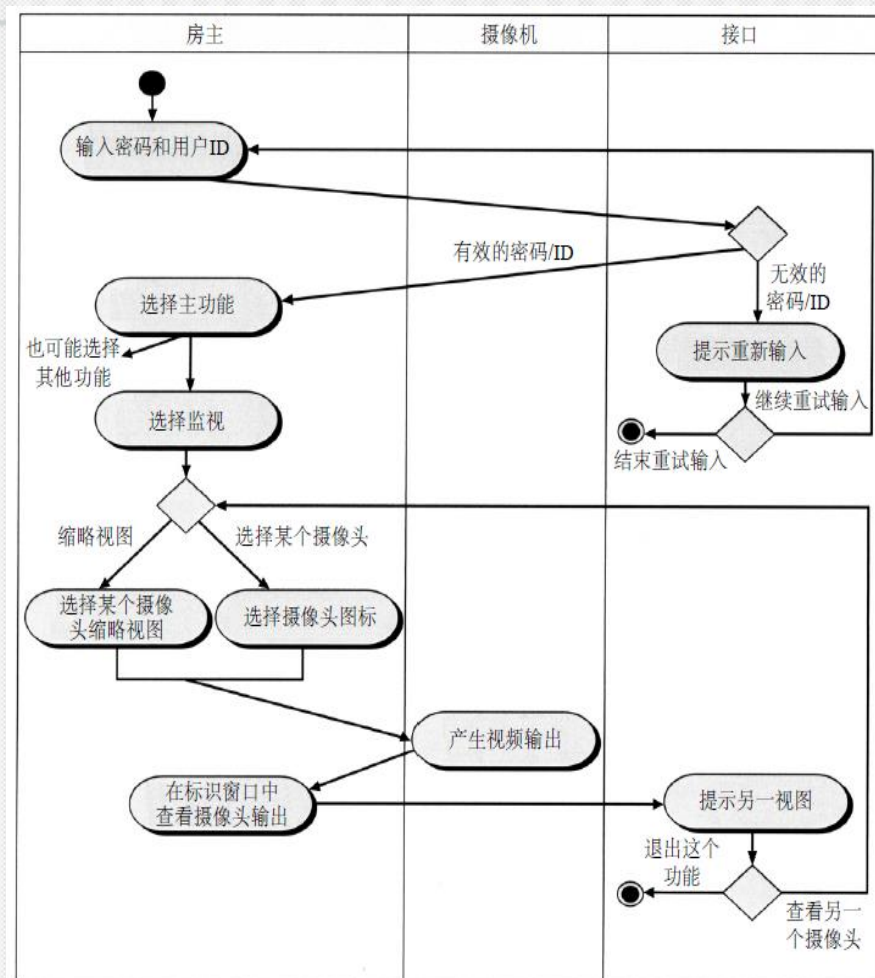 房主
摄像机
接口
输入密码和用户ID
有效的密码/ID
无效的
密码/ID
选择主功能
也可能选择
其他功能
提示重新输入
继续重试输入
结束重试输入
选择监视
缩略视图
选择某个摄像头
选择某个摄像
头缩略视图
选择摄像头图标
产生视频输出
在标识窗口中
查看摄像头输出
提示另一视图
退出这个
功能
查看另一
个摄像头